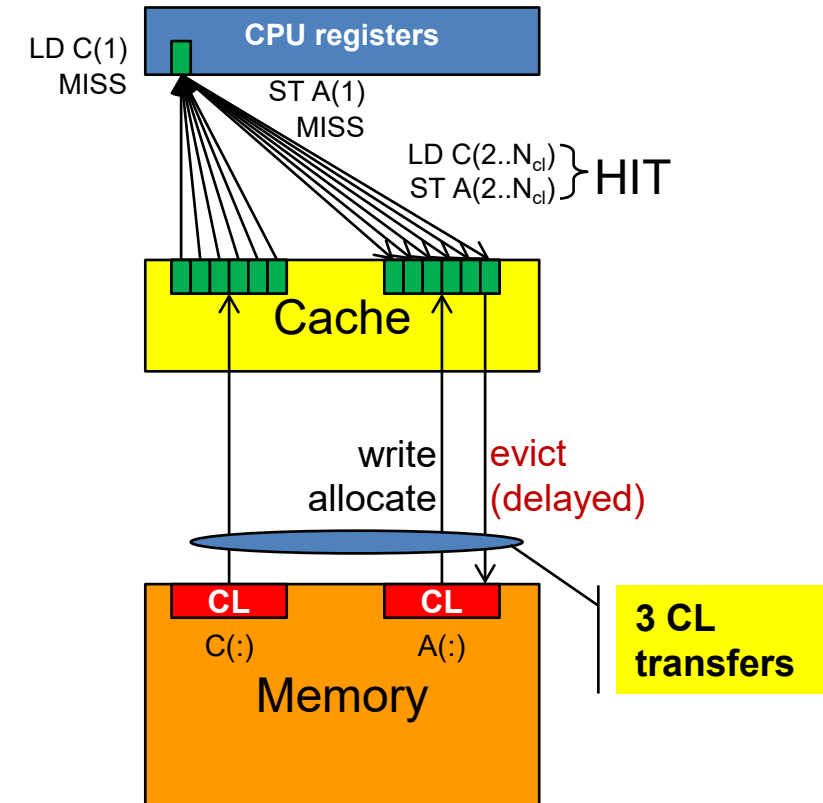 CPU registers
LD C(1)
MISS
ST A(1)
MISS
LD C(2..Ncl)
ST A(2..Ncl)
HIT
Cache
write
allocate
evict
(delayed)
CL
CL
C(:)
A(:)
3 CL
transfers
Memory